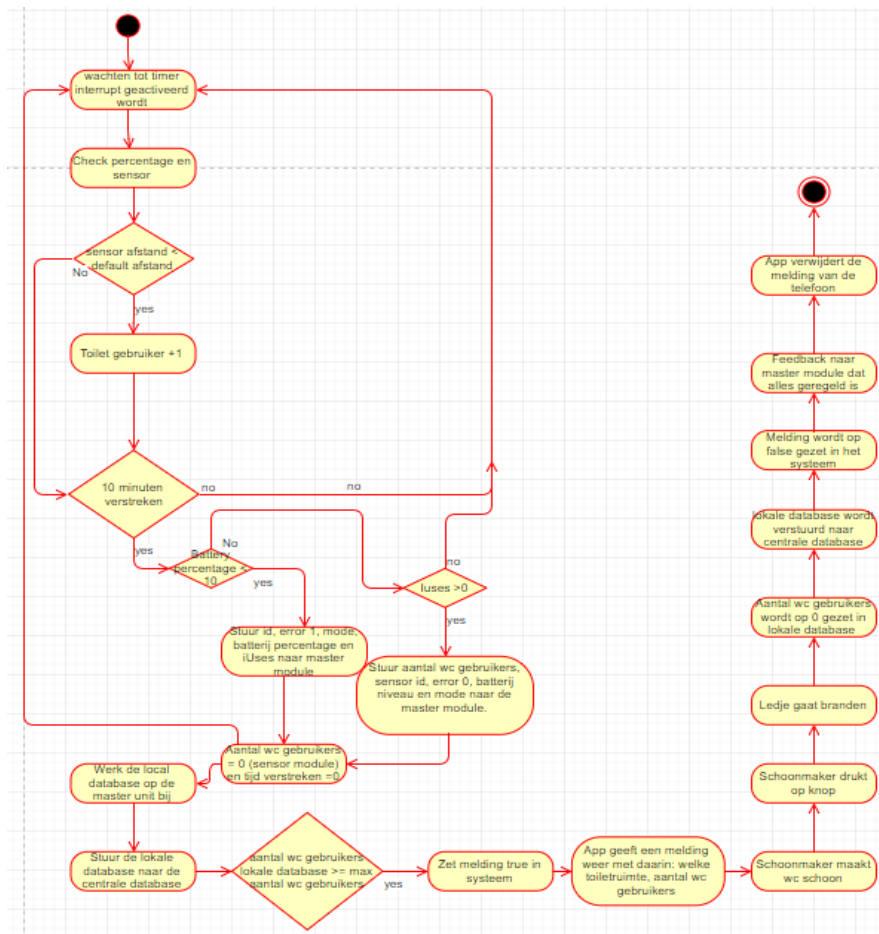 wachten tot timer
interrupt geactiveerd
wordt
Check percentage en
sensor
sensor afstand <
default afstand
No
yes
Toilet gebruiker +1
10 minuten
verstreken
no
no
yes
Battery
percentage <
10
No
yes
Iuses >0
no
yes
Stuur id, error 1, mode,
batterij percentage en
iUses naar master
module
Stuur aantal wc gebruikers,
sensor id, error 0, batterij
niveau en mode naar de
master module.
Aantal wc gebruikers
= 0 (sensor module)
en tijd verstreken =0
Werk de local
database op de
master unit bij
Stuur de lokale
database naar de
centrale database
aantal wc gebruikers
lokale database >= max
aantal wc gebruikers
yes
Zet melding true in
systeem
App geeft een melding
weer met daarin: welke
toiletruimte, aantal wc
gebruikers
Schoonmaker maakt
wc schoon
Schoonmaker drukt
op knop
Ledje gaat branden
Aantal wc gebruikers
wordt op 0 gezet in
lokale database
lokale database wordt
verstuurd naar
centrale database
Melding wordt op
false gezet in het
systeem
Feedback naar
master module dat
alles geregeld is
App verwijdert de
melding van de
telefoon